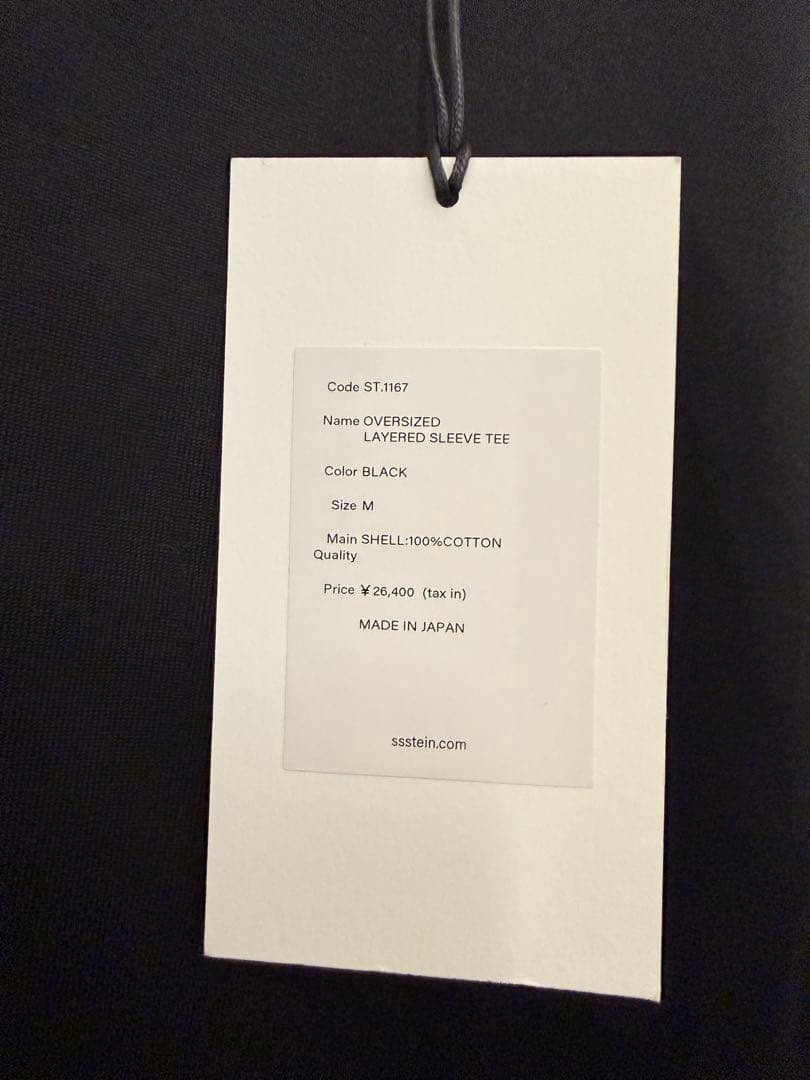 Code ST.1167
Name OVERSIZED
LAYERED SLEEVE TEE
Color BLACK
Size M
Main SHELL:100%COTTON
Quality
Price ¥26,400 (tax in)
MADE IN JAPAN
ssstein.com